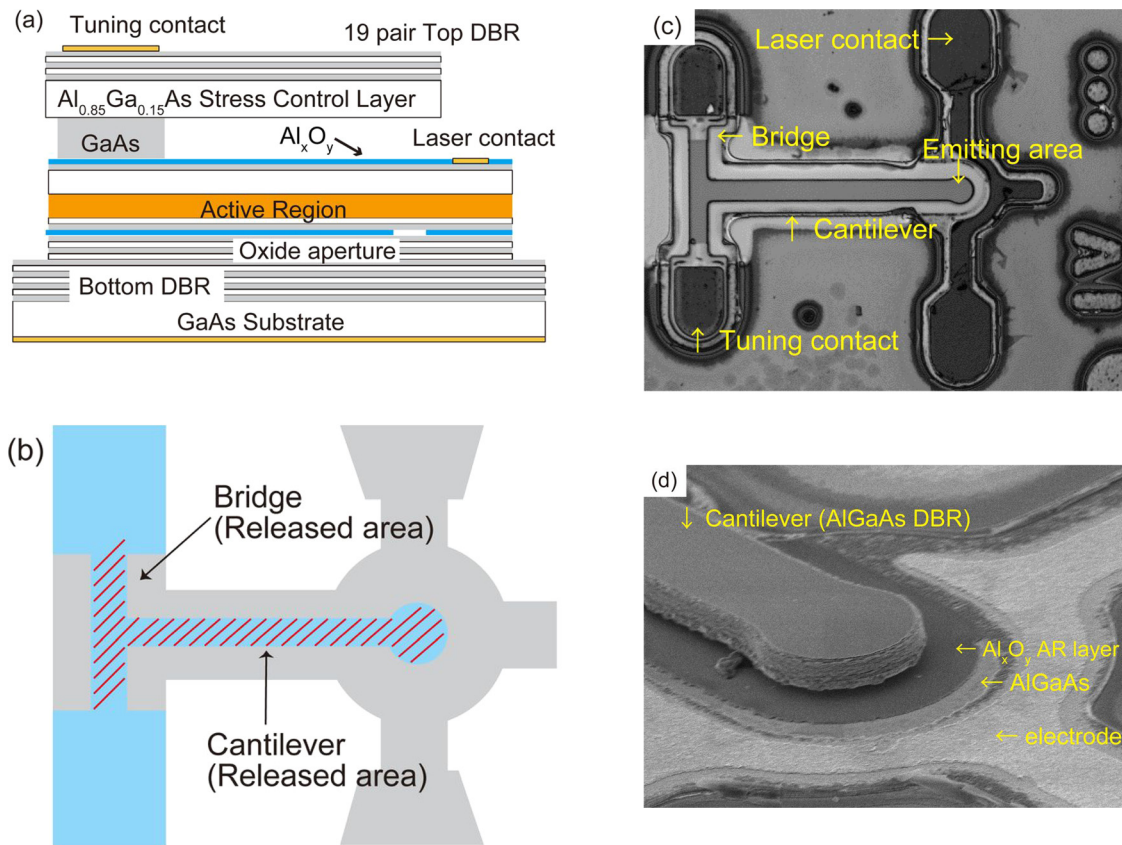 (a)
Tuning contact
19 pair Top DBR
Al0.85Ga0.15As Stress Control Layer
GaAs
AlxOy
Laser contact
Active Region
Oxide aperture
Bottom DBR
GaAs Substrate
(b)
Bridge
(Released area)
Cantilever
(Released area)
(c)
Laser contact →
← Bridge
Emitting area
↓
↑ Cantilever
↑ Tuning contact
(d)
↓ Cantilever (AlGaAs DBR)
← AlxOy AR layer
← AlGaAs
← electrode